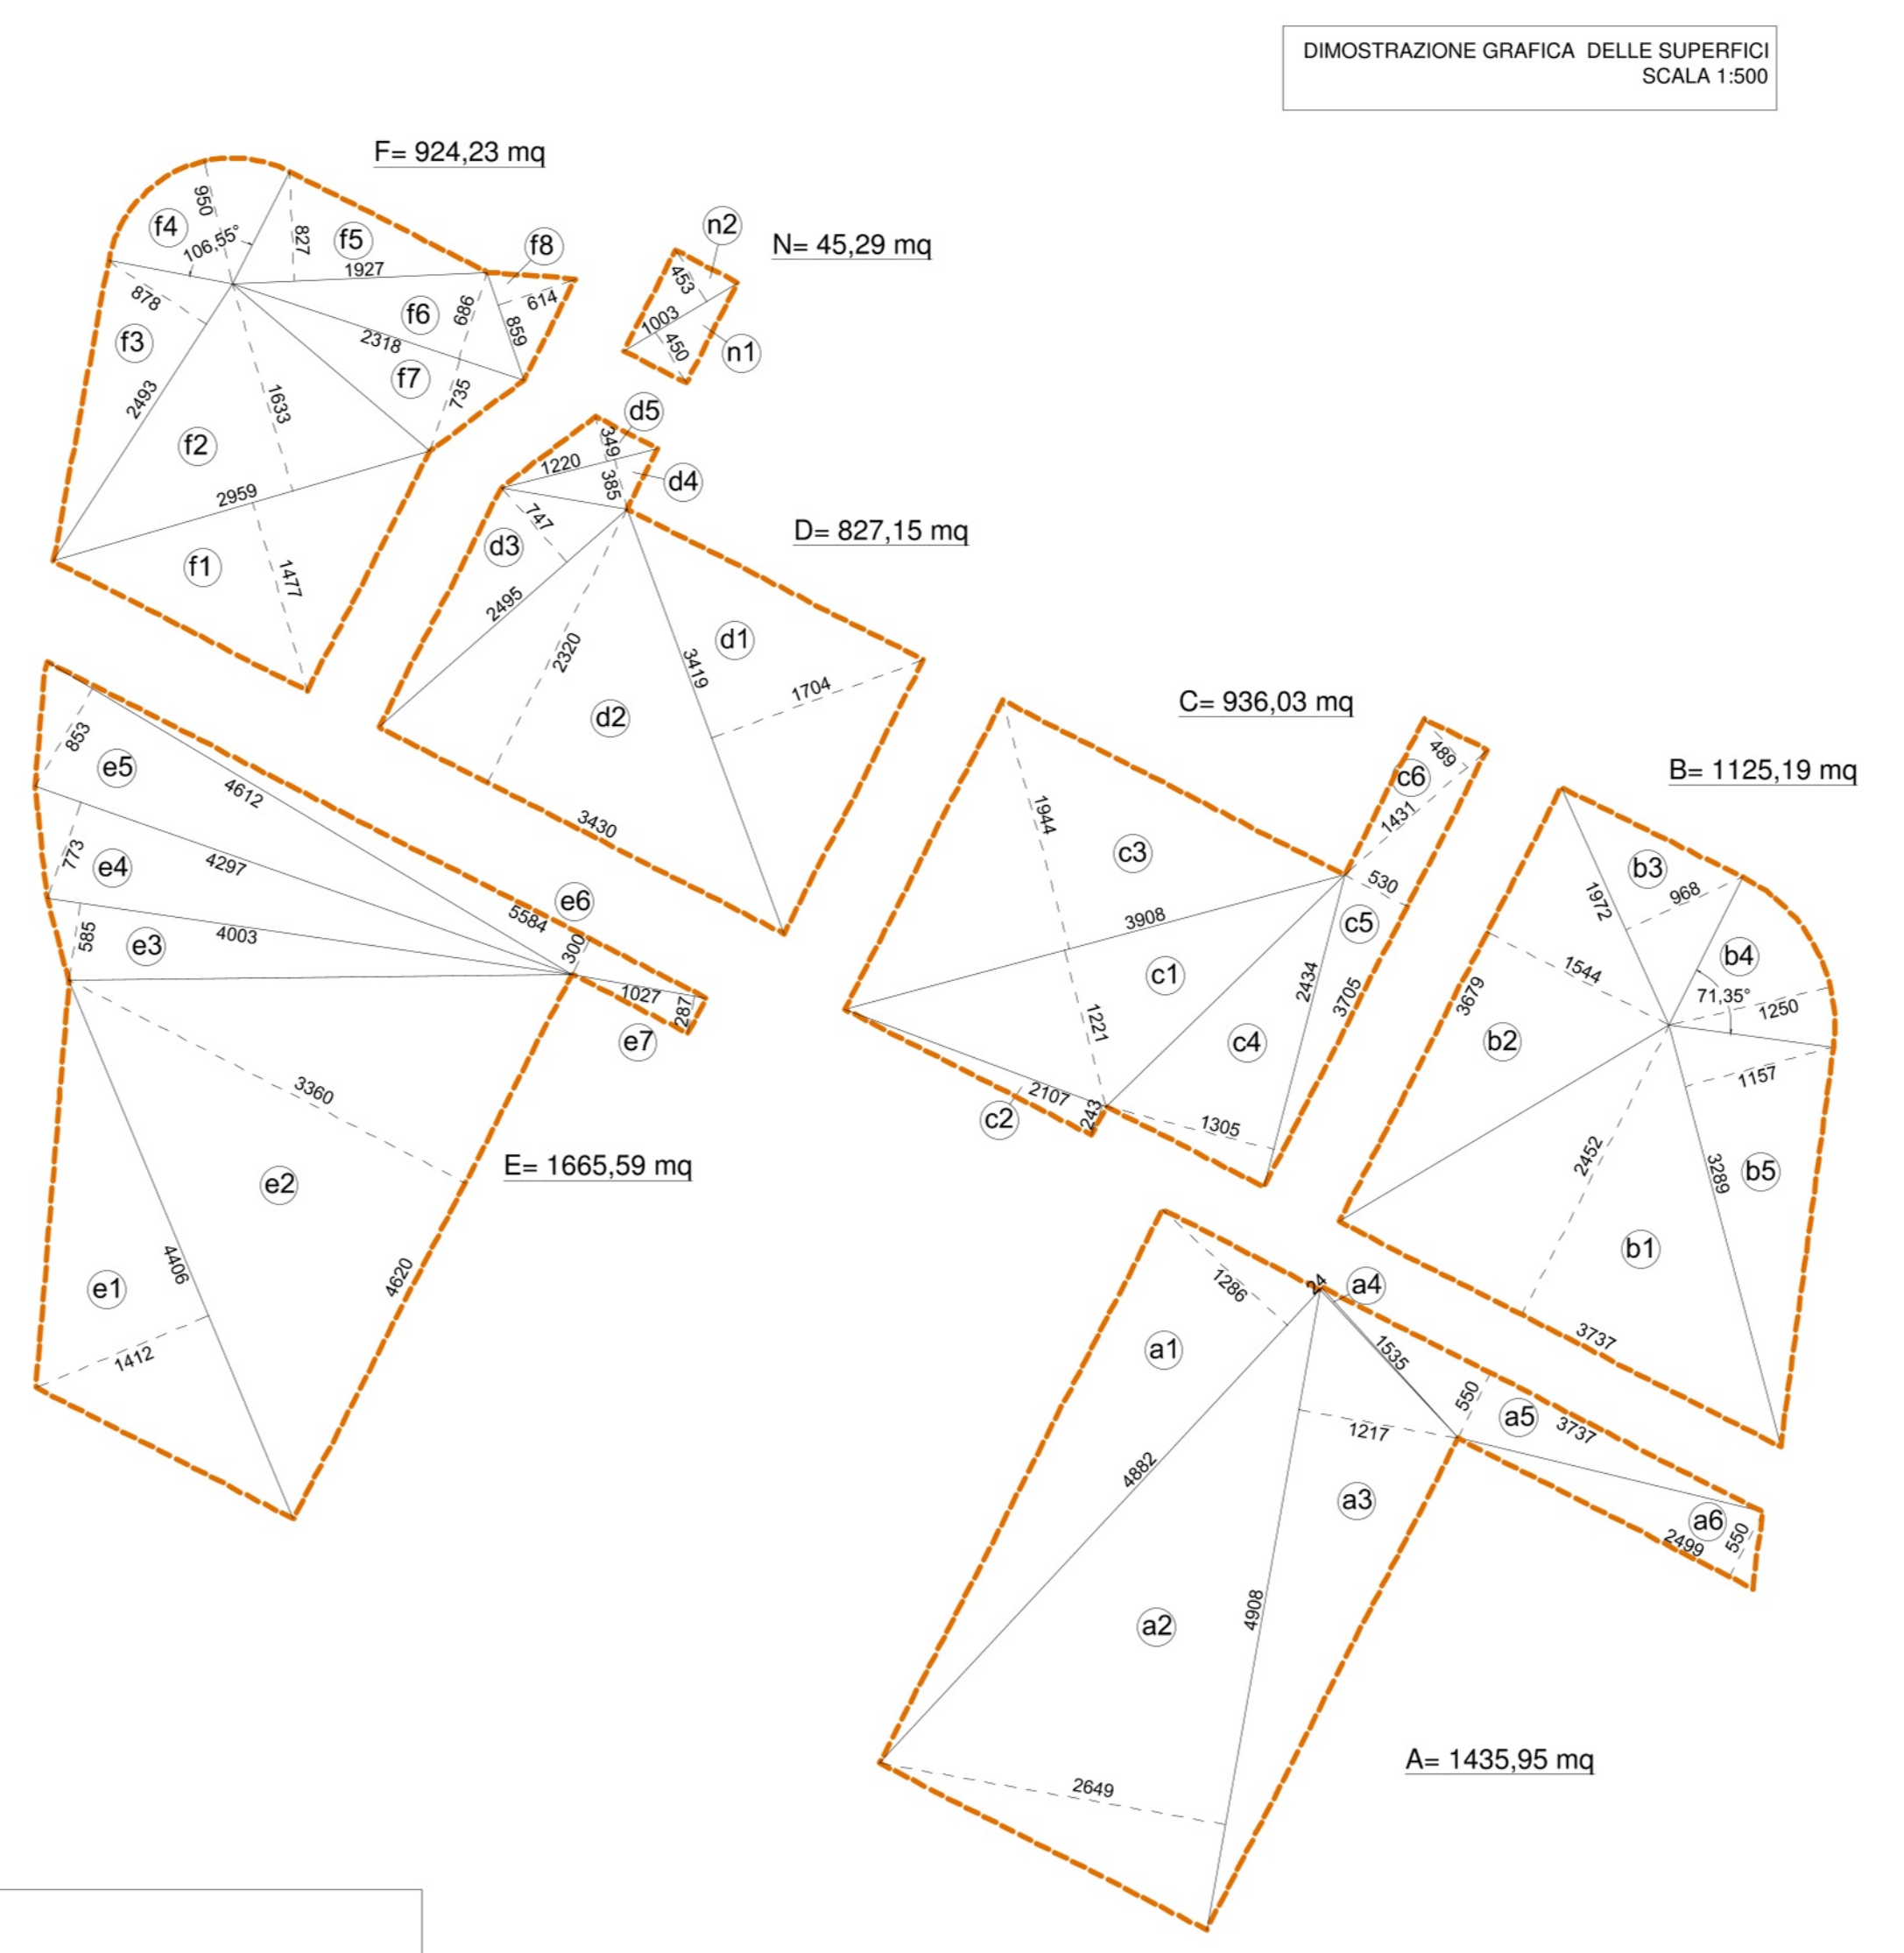 DIMOSTRAZIONE GRAFICA DELLE SUPERFICI
SCALA 1:500
F= 924,23 mq
f4
950
106,55°
827
f5
1927
f8
878
f3
2493
f2
1633
f6
686
614
859
2318
f7
735
2959
f1
1477
N= 45,29 mq
n2
453
1003
450
n1
D= 827,15 mq
d5
349
1220
385
d4
747
d3
2495
2320
d1
3419
1704
d2
3430
C= 936,03 mq
c6
489
1431
1944
c3
530
c5
3908
c1
2434
3705
1221
c4
2107
243
c2
1305
B= 1125,19 mq
b3
1972
968
b4
1544
71,35°
1250
3679
b2
1157
2452
3289
b5
b1
3737
E= 1665,59 mq
853
e5
4612
773
e4
4297
e6
5584
300
585
e3
4003
1027
287
e7
3360
e2
4406
4620
e1
1412
A= 1435,95 mq
1286
24
a4
a1
1535
550
a5
3737
1217
4882
a3
a6
2499
550
4908
a2
2649